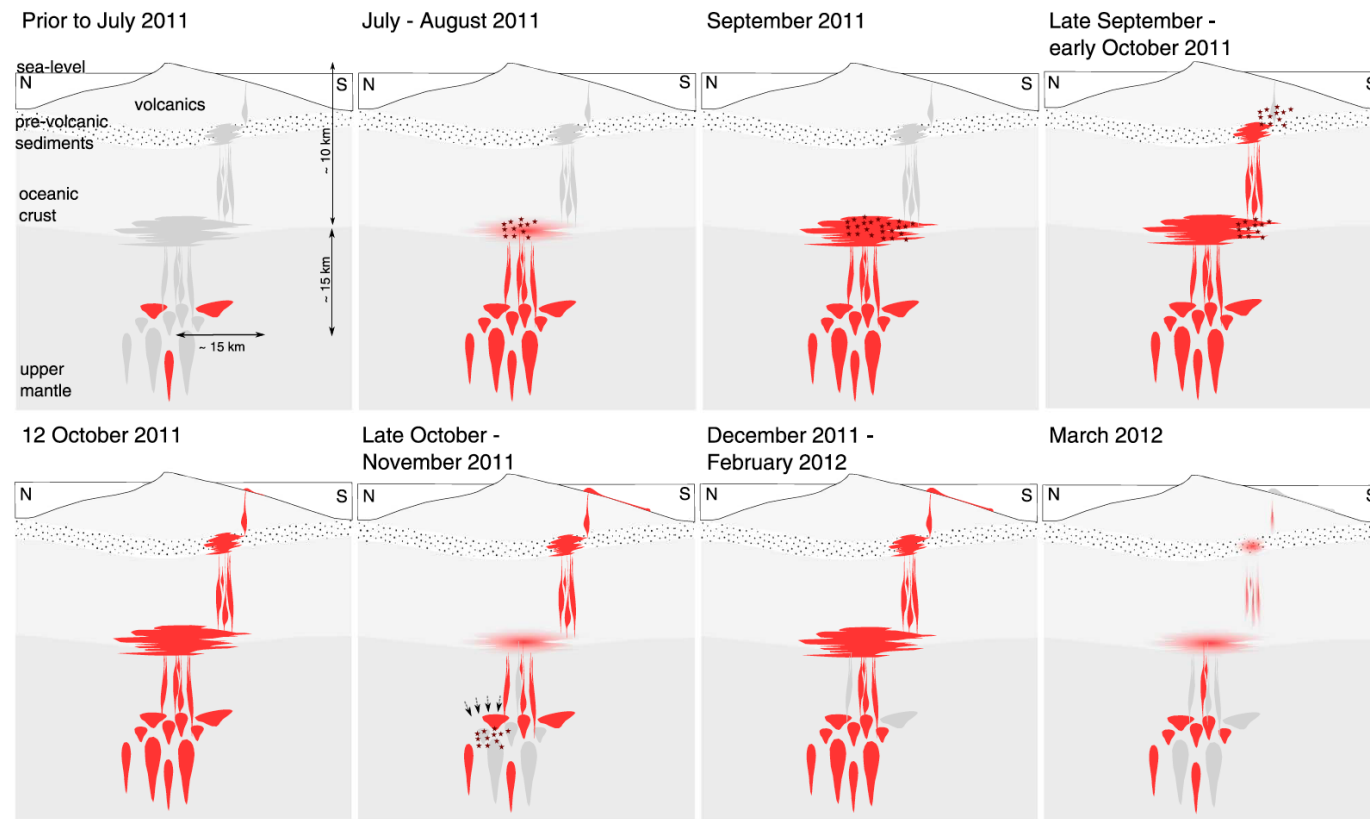 Prior to July 2011
July - August 2011
September 2011
Late September -
early October 2011
sea-level
N
S
volcanics
pre-volcanic
sediments
~ 10 km
oceanic
crust
~ 15 km
~ 15 km
upper
mantle
N
S
N
S
N
S
12 October 2011
Late October -
November 2011
December 2011 -
February 2012
March 2012
N
S
N
S
N
S
N
S